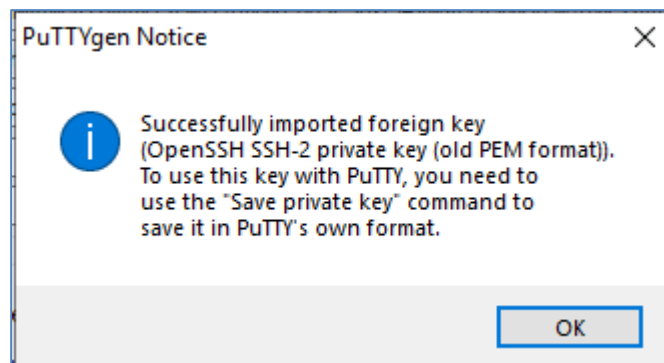 PuTTYgen Notice
Successfully imported foreign key
(OpenSSH SSH-2 private key (old PEM format)).
To use this key with PuTTY, you need to
use the "Save private key" command to
save it in PuTTY's own format.
OK